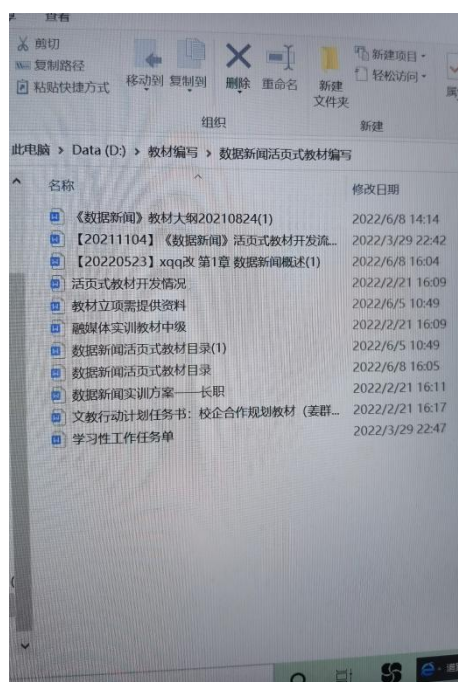 查看
剪切
复制路径
粘贴快捷方式
移动到
复制到
删除
重命名
新建
文件夹
新建项目
轻松访问
属
组织
新建
此电脑 > Data (D:) > 教材编写 > 数据新闻活页式教材编写
名称
修改日期
《数据新闻》教材大纲20210824(1) 2022/6/8 14:14
【20211104】《数据新闻》活页式教材开发流... 2022/3/29 22:42
【20220523】xqq改 第1章 数据新闻概述(1) 2022/6/8 16:04
活页式教材开发情况 2022/2/21 16:09
教材立项需提供资料 2022/6/5 10:49
融媒体实训教材中级 2022/2/21 16:09
数据新闻活页式教材目录(1) 2022/6/5 10:49
数据新闻活页式教材目录 2022/6/8 16:05
数据新闻实训方案——长职 2022/2/21 16:11
文教行动计划任务书：校企合作规划教材（姜群... 2022/2/21 16:17
学习性工作任务单 2022/3/29 22:47